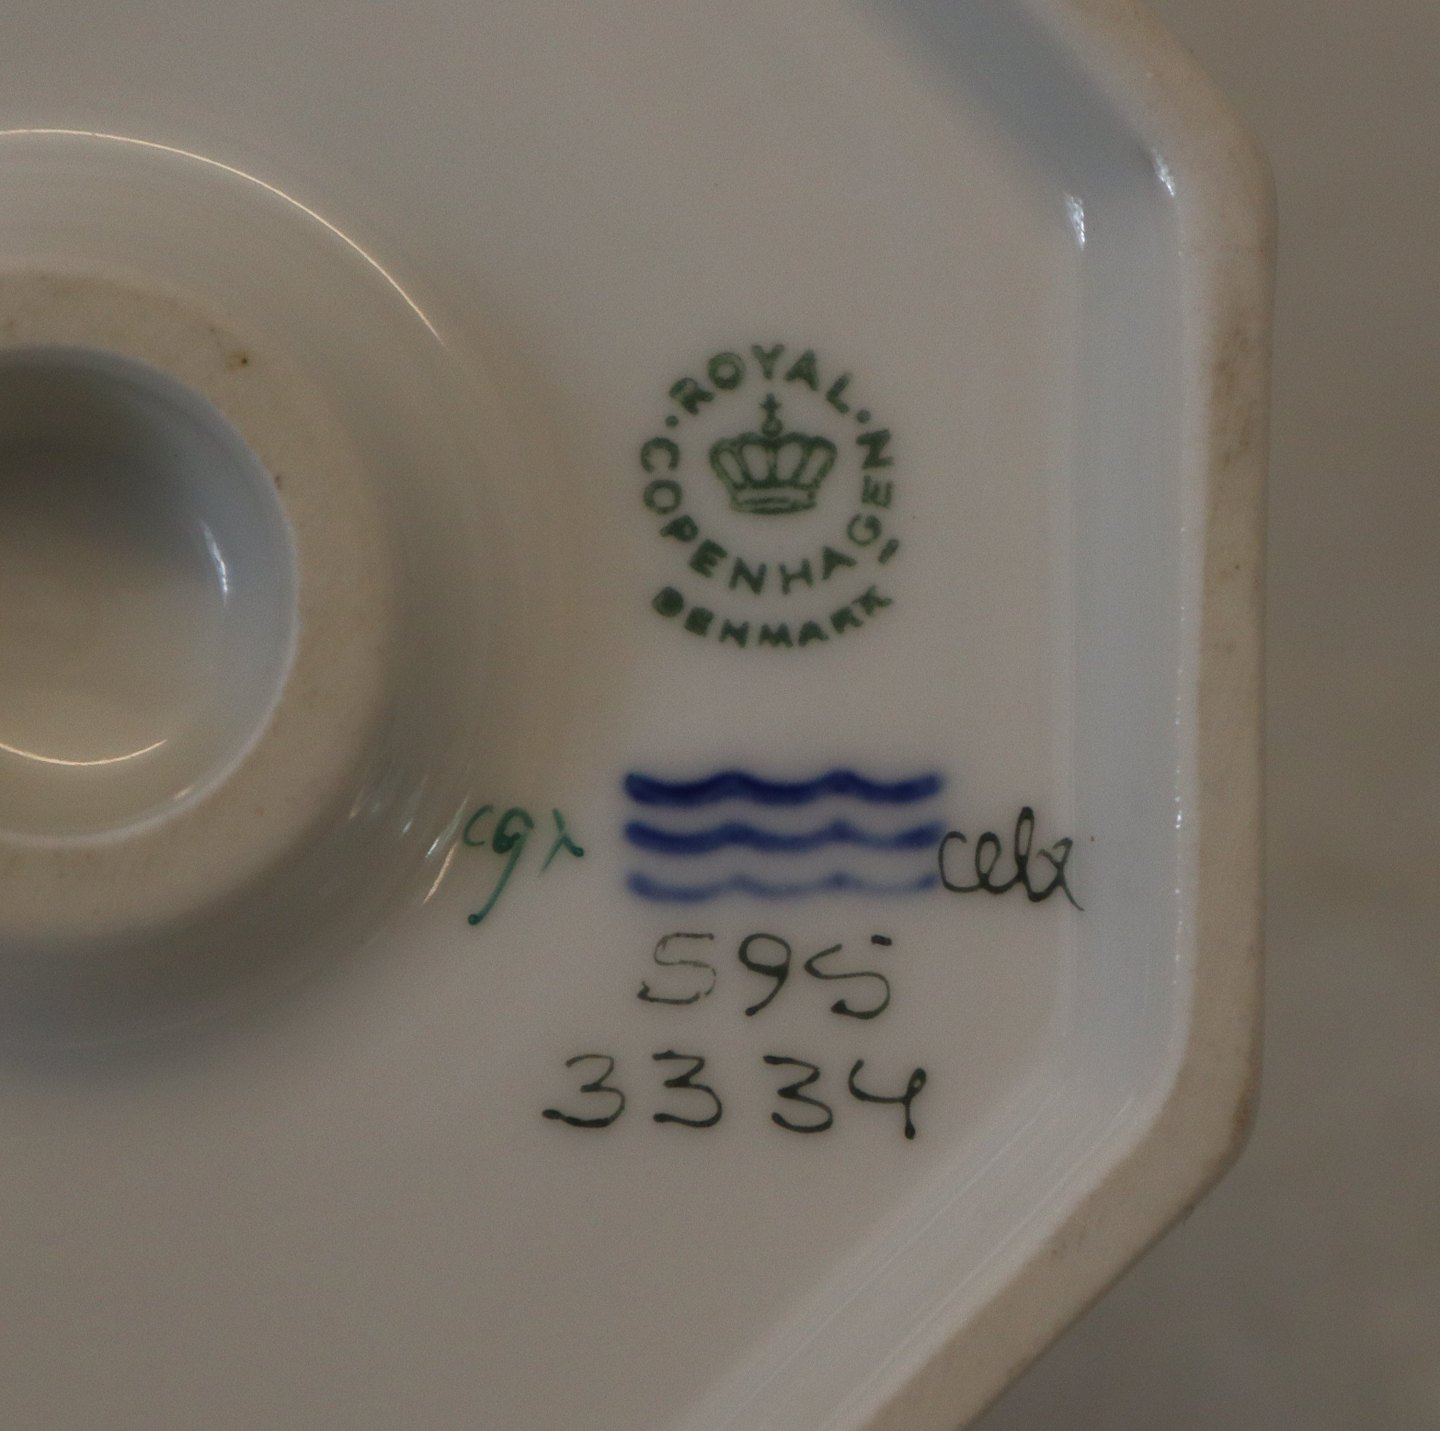 · ROYAL ·
COPENHAGEN
DENMARK
595
3334